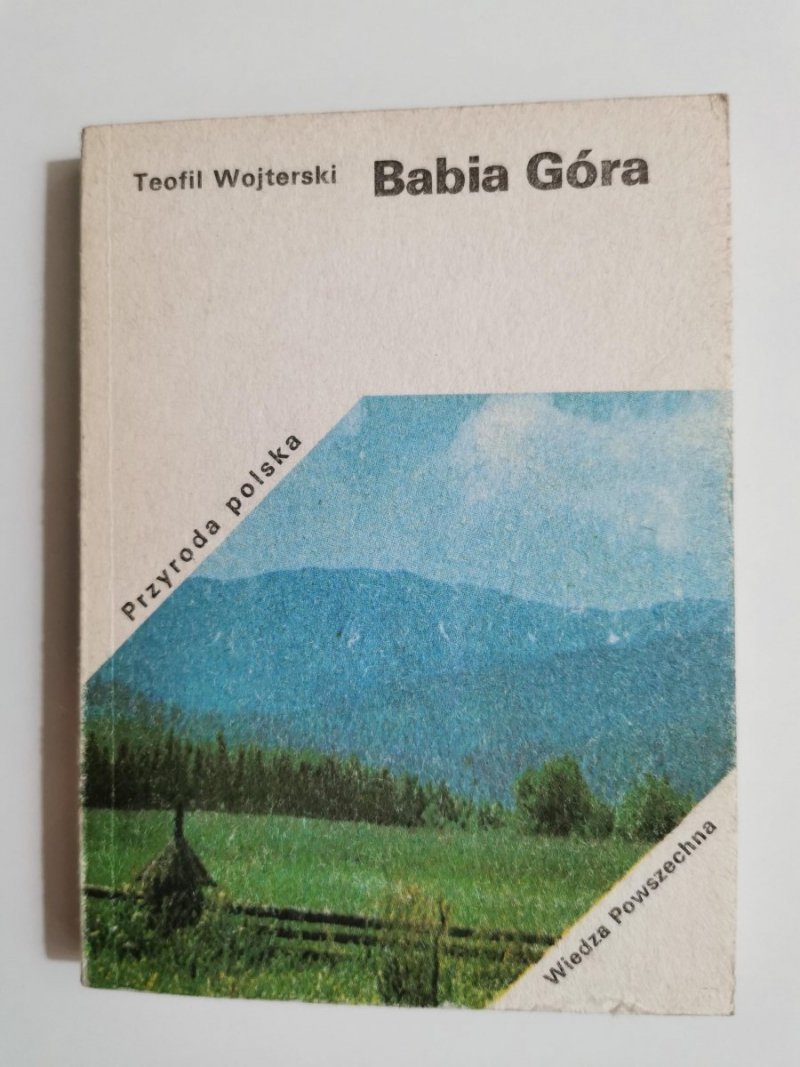 Teofil Wojterski
Babia Góra
Przyroda polska
Wiedza Powszechna